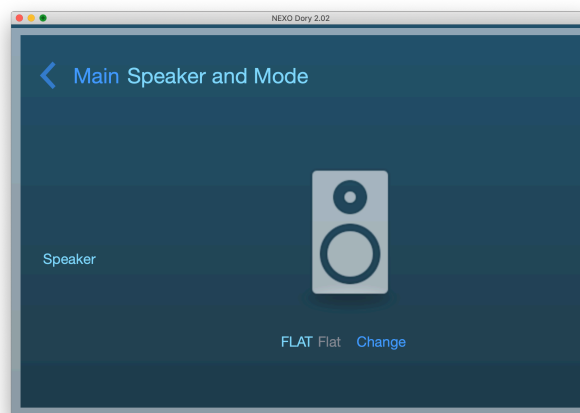 NEXO Dory 2.02
Main Speaker and Mode
Speaker
FLAT Flat Change